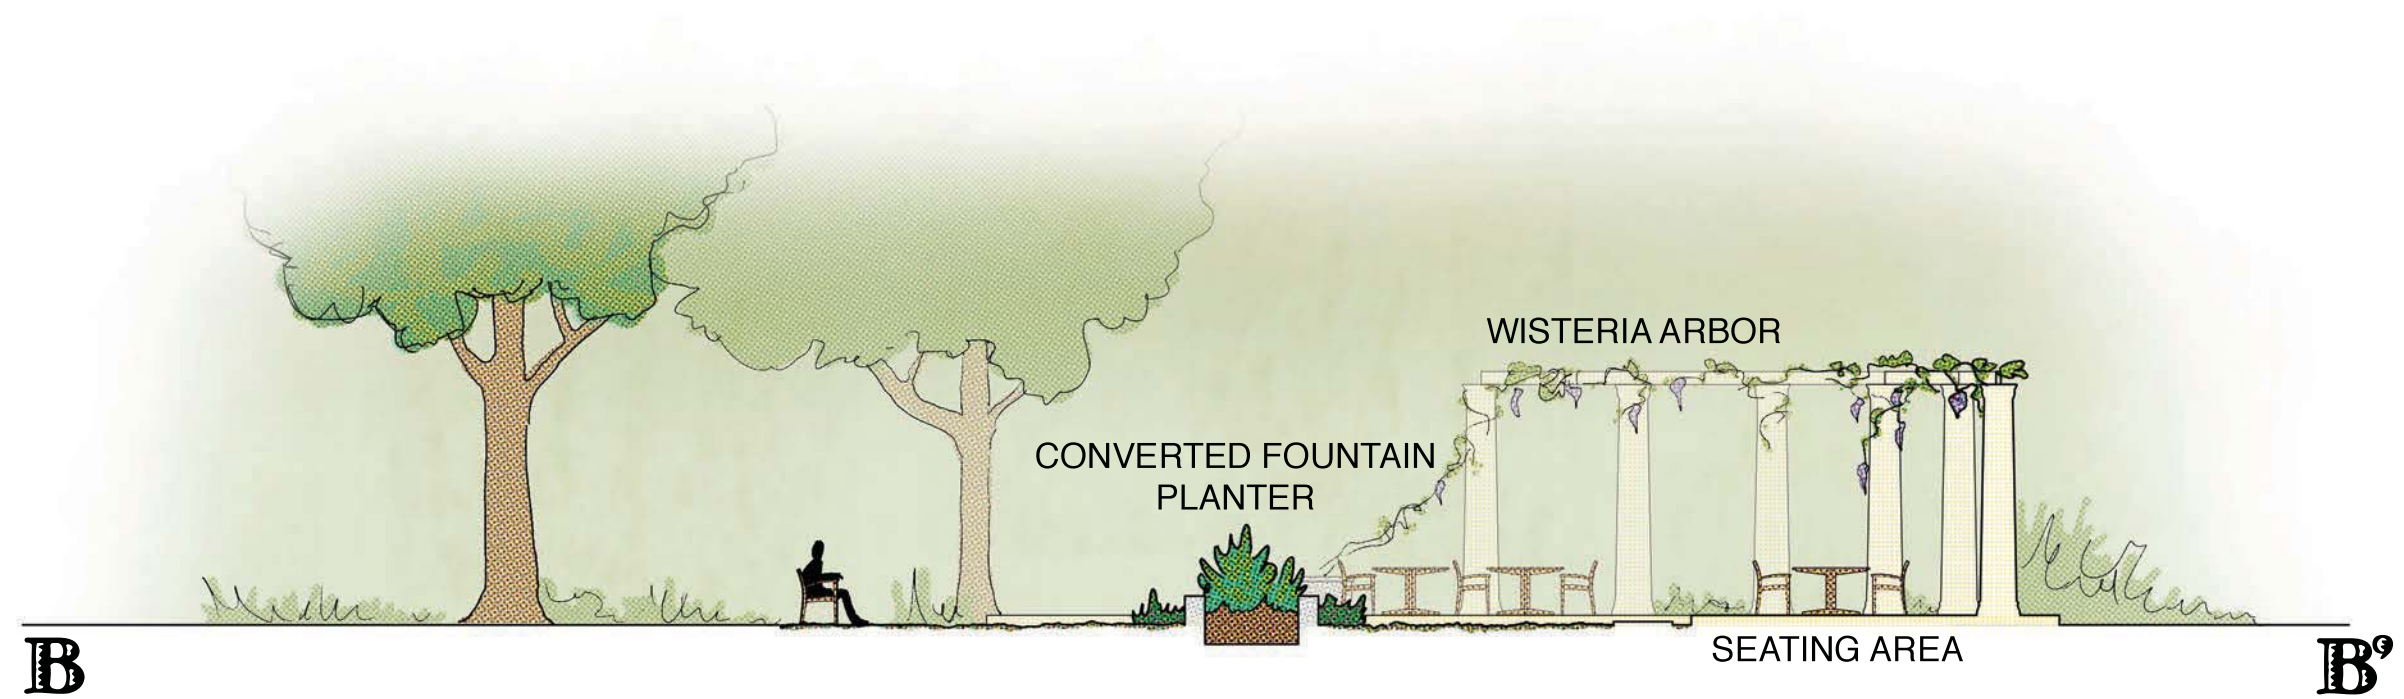 WISTERIA ARBOR
CONVERTED FOUNTAIN
PLANTER
SEATING AREA
B
B'